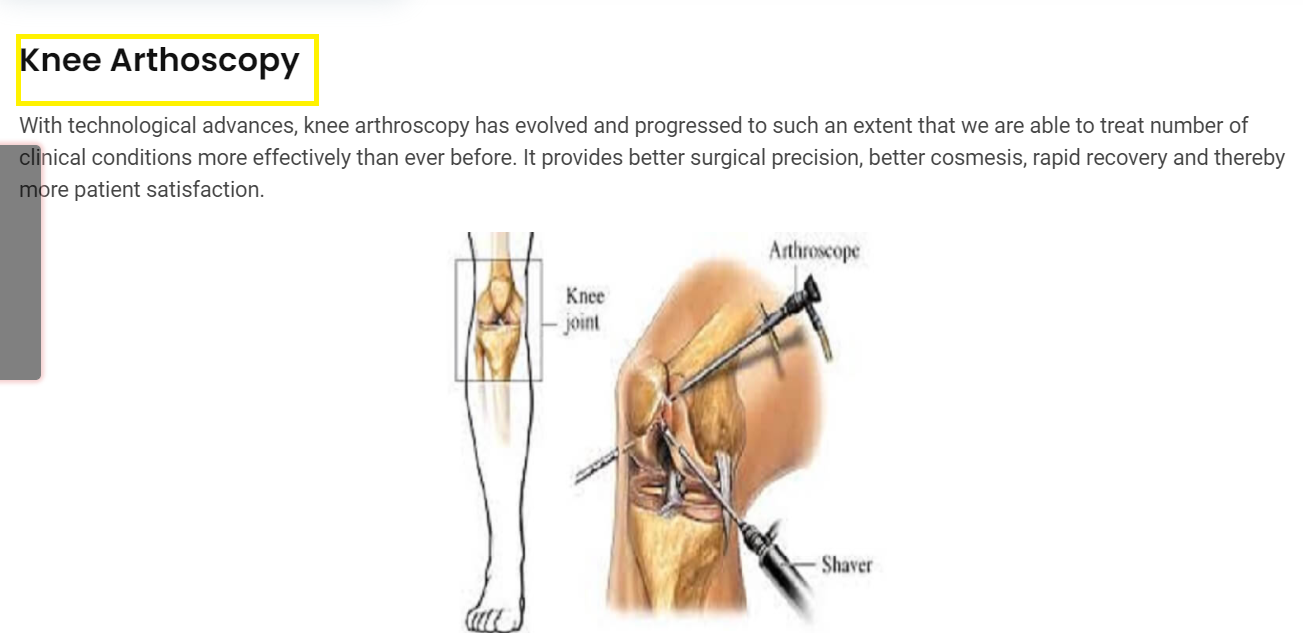 Knee Arthoscopy
With technological advances, knee arthroscopy has evolved and progressed to such an extent that we are able to treat number of
clinical conditions more effectively than ever before. It provides better surgical precision, better cosmesis, rapid recovery and thereby
more patient satisfaction.
Arthroscope
Knee
joint
Shaver